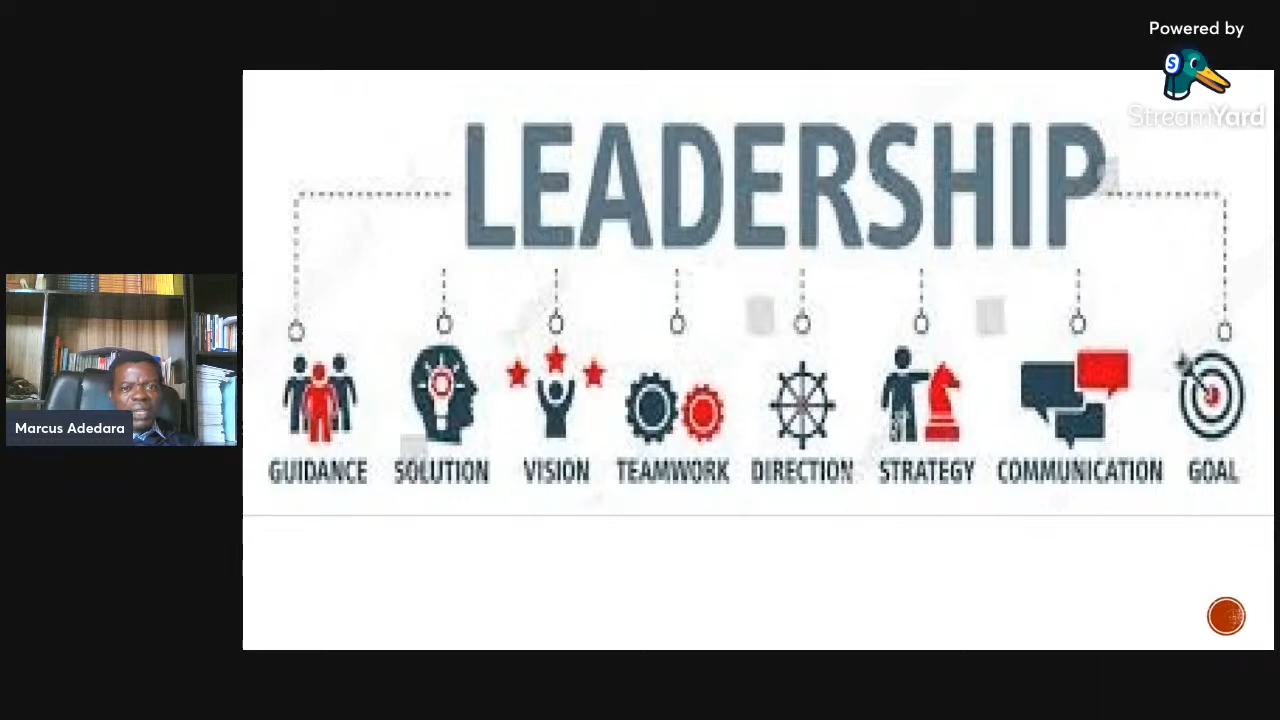 Powered by
StreamYard
LEADERSHIP
GUIDANCE SOLUTION VISION TEAMWORK DIRECTION STRATEGY COMMUNICATION GOAL
Marcus Adedara